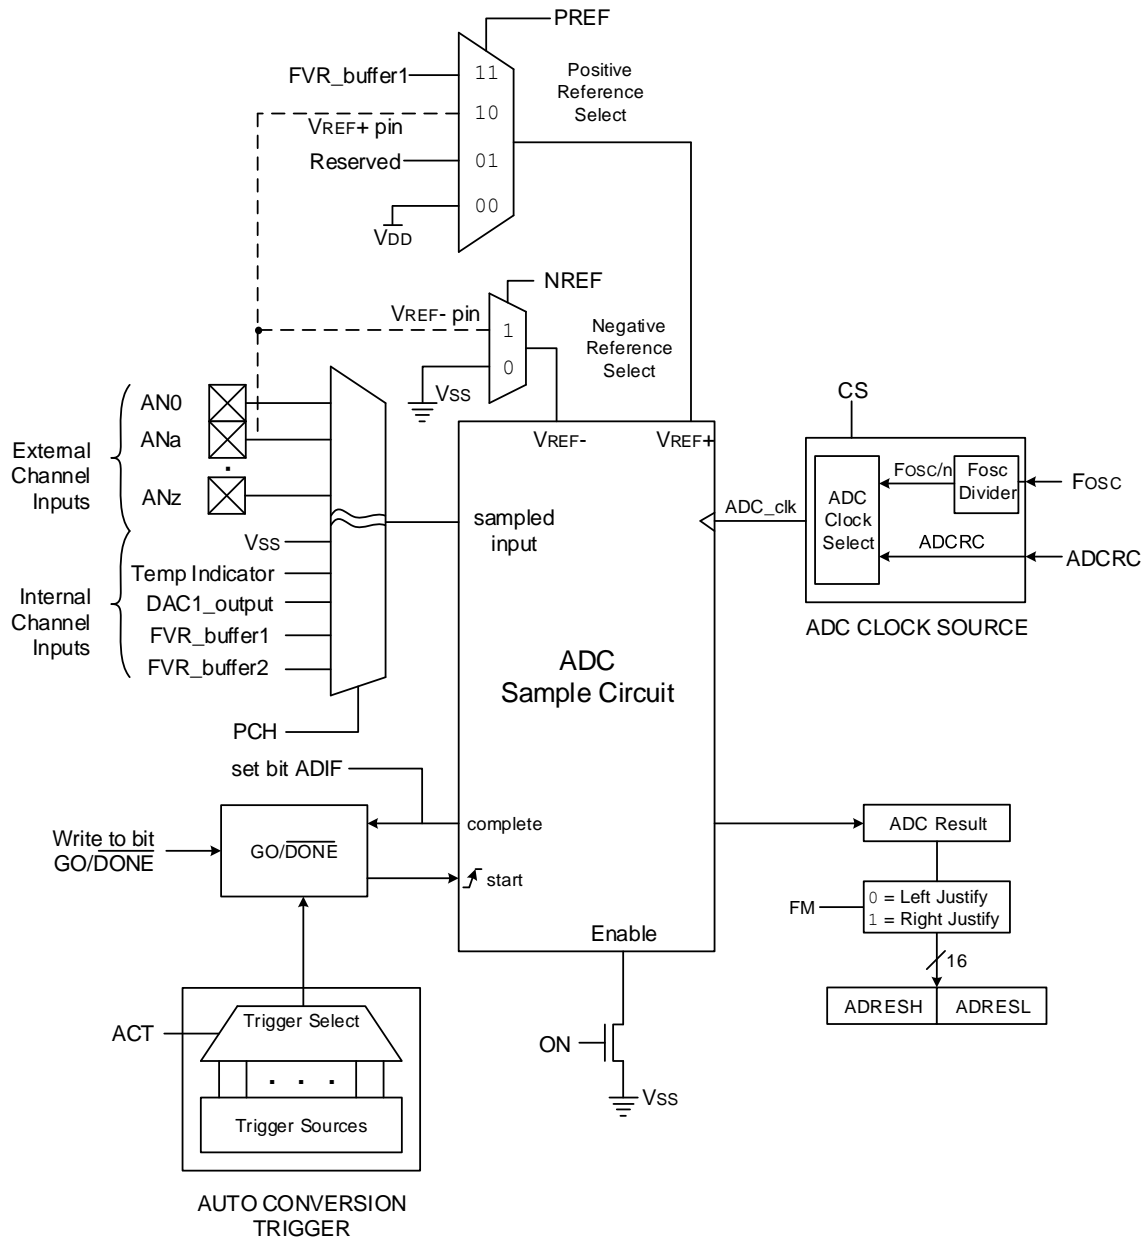 PREF
FVR_buffer1
11
Positive
Reference
Select
VREF+ pin
10
Reserved
01
00
VDD
NREF
VREF- pin
1
Negative
Reference
Select
0
VSS
CS
AN0
ANa
ANz
External
Channel
Inputs
VREF-
VREF+
sampled
input
ADC_clk
ADC
Clock
Select
FOSC/n
Fosc
Divider
FOSC
ADCRC
ADCRC
ADC CLOCK SOURCE
VSS
Temp Indicator
DAC1_output
FVR_buffer1
FVR_buffer2
Internal
Channel
Inputs
ADC
Sample Circuit
PCH
set bit ADIF
complete
Write to bit
GO/DONE
GO/DONE
start
Enable
ADC Result
FM
0 = Left Justify
1 = Right Justify
16
ADRESH
ADRESL
ACT
Trigger Select
. . .
Trigger Sources
ON
VSS
AUTO CONVERSION
TRIGGER